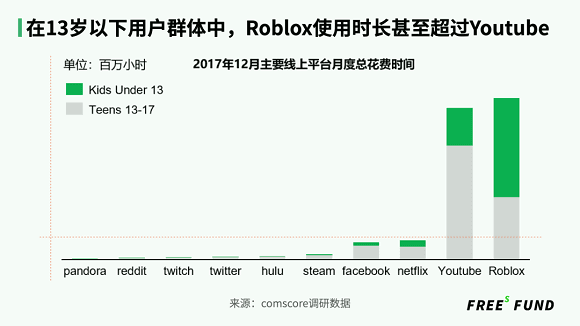 在13岁以下用户群体中，Roblox使用时长甚至超过Youtube
单位：百万小时
2017年12月主要线上平台月度总花费时间
Kids Under 13
Teens 13-17
pandora reddit twitch twitter hulu steam facebook netflix Youtube Roblox
来源：comscore调研数据
FREES FUND